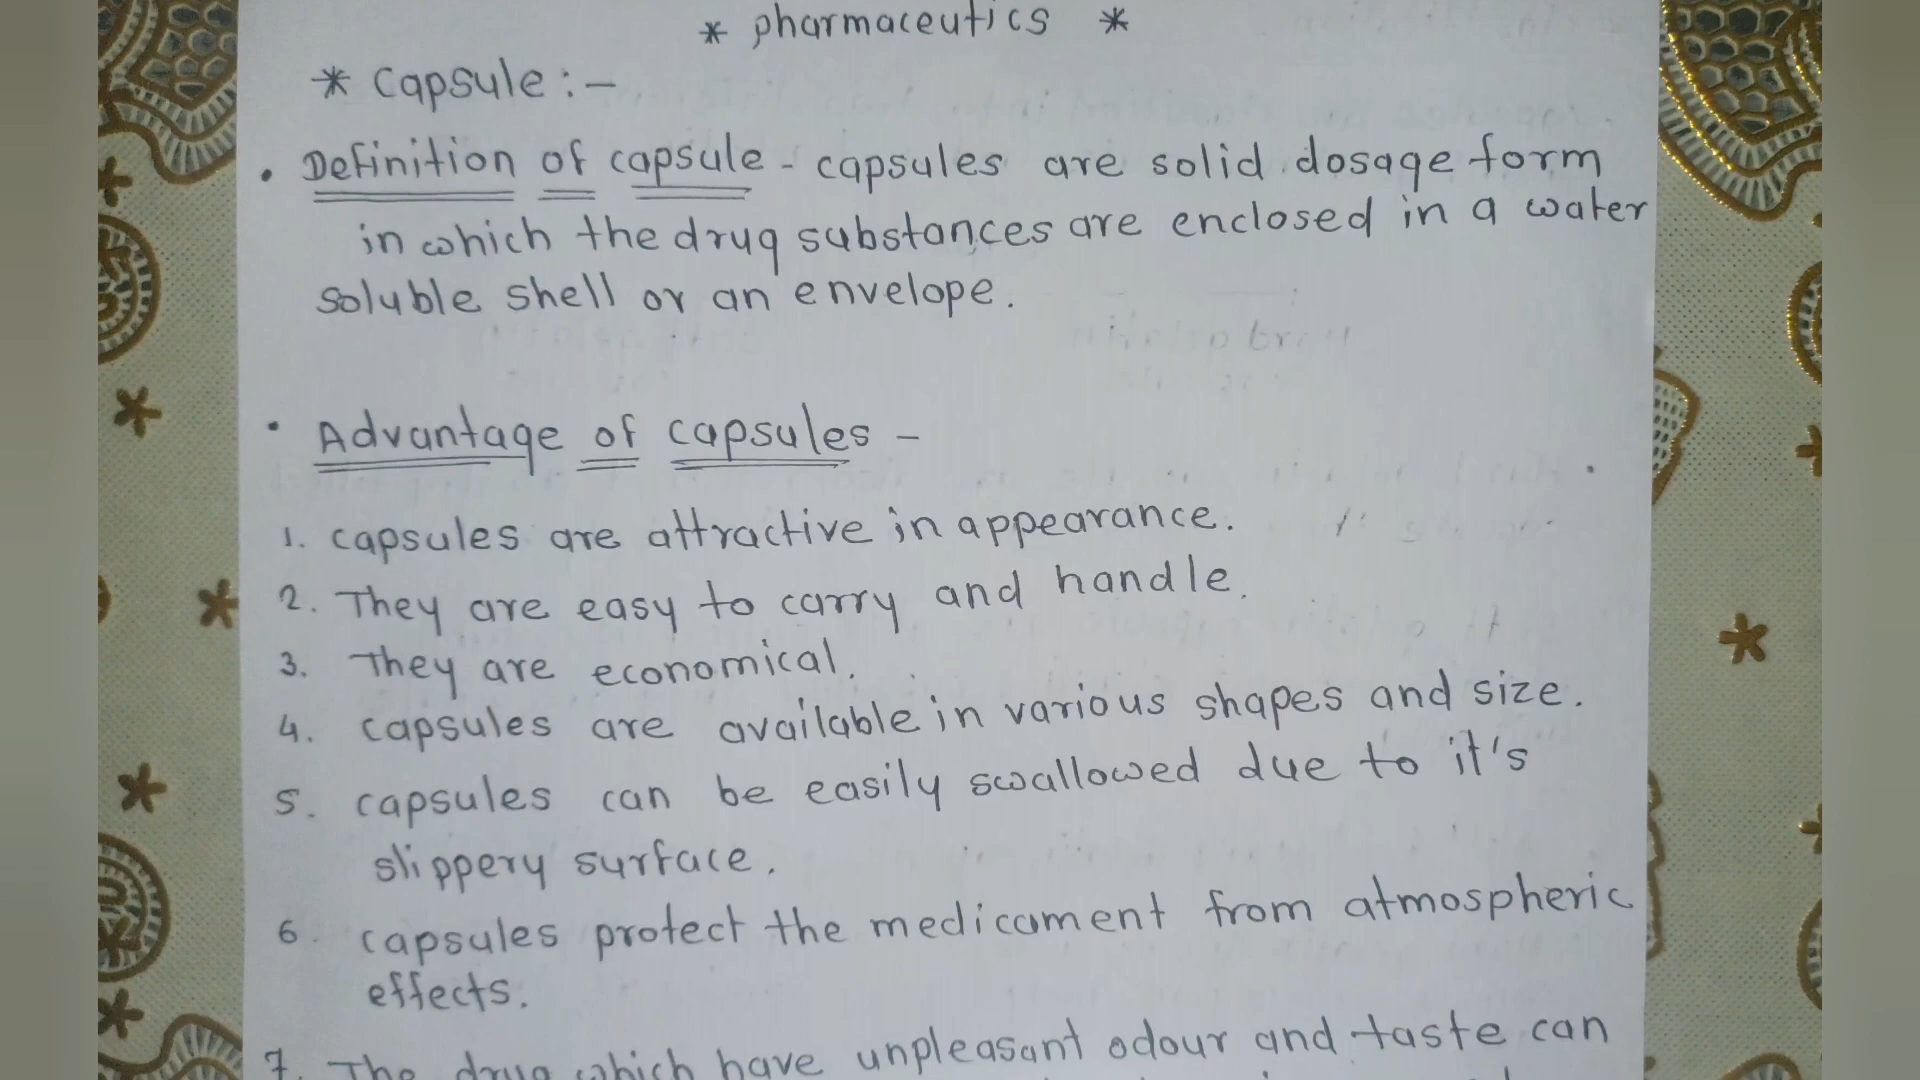 * pharmaceutics *
* Capsule :-
• Definition of capsule - capsules are solid dosage form
in which the drug substances are enclosed in a water
soluble shell or an envelope.
• Advantage of capsules -
1. capsules are attractive in appearance.
2. They are easy to carry and handle.
3. They are economical.
4. capsules are available in various shapes and size.
5. capsules can be easily swallowed due to it's
slippery surface.
6. capsules protect the medicament from atmospheric
effects.
7. The drug which have unpleasant odour and taste can